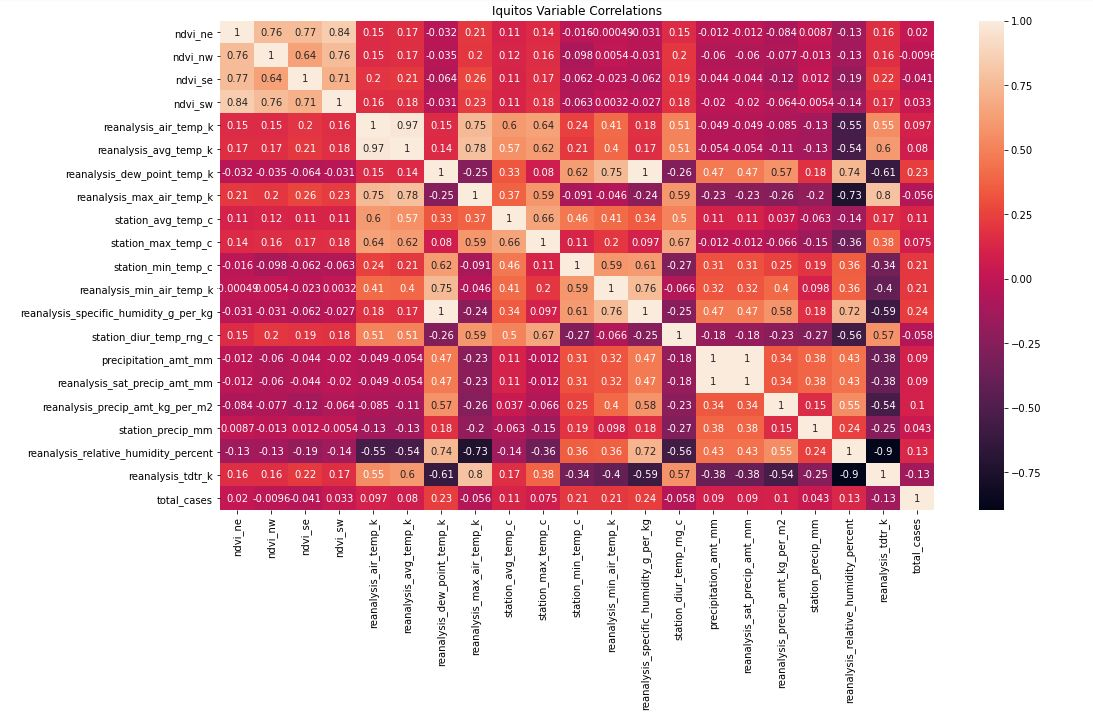 Iquitos Variable Correlations
ndvi_ne 1 0.76 0.77 0.84 0.15 0.17 -0.032 0.21 0.11 0.14 -0.016 -0.00049 -0.031 0.15 -0.012 -0.012 -0.084 0.0087 -0.13 0.16 0.02
ndvi_nw 0.76 1 0.64 0.76 0.15 0.17 -0.035 0.2 0.12 0.16 -0.098 0.0054 -0.031 0.2 -0.06 -0.06 -0.077 -0.013 -0.13 0.16 -0.0096
ndvi_se 0.77 0.64 1 0.71 0.2 0.21 -0.064 0.26 0.11 0.17 -0.062 -0.023 -0.062 0.19 -0.044 -0.044 -0.12 0.012 -0.19 0.22 -0.041
ndvi_sw 0.84 0.76 0.71 1 0.16 0.18 -0.031 0.23 0.11 0.18 -0.063 0.0032 -0.027 0.18 -0.02 -0.02 -0.064 -0.0054 -0.14 0.17 0.033
reanalysis_air_temp_k 0.15 0.15 0.2 0.16 1 0.97 0.15 0.75 0.6 0.64 0.24 0.41 0.18 0.51 -0.049 -0.049 -0.085 -0.13 -0.55 0.55 0.097
reanalysis_avg_temp_k 0.17 0.17 0.21 0.18 0.97 1 0.14 0.78 0.57 0.62 0.21 0.4 0.17 0.51 -0.054 -0.054 -0.11 -0.13 -0.54 0.6 0.08
reanalysis_dew_point_temp_k -0.032 -0.035 -0.064 -0.031 0.15 0.14 1 -0.25 0.33 0.08 0.62 0.75 1 -0.26 0.47 0.47 0.57 0.18 0.74 -0.61 0.23
reanalysis_max_air_temp_k 0.21 0.2 0.26 0.23 0.75 0.78 -0.25 1 0.37 0.59 -0.091 -0.046 -0.24 0.59 -0.23 -0.23 -0.26 -0.2 -0.73 0.8 -0.056
station_avg_temp_c 0.11 0.12 0.11 0.11 0.6 0.57 0.33 0.37 1 0.66 0.46 0.41 0.34 0.5 0.11 0.11 0.037 -0.063 -0.14 0.17 0.11
station_max_temp_c 0.14 0.16 0.17 0.18 0.64 0.62 0.08 0.59 0.66 1 0.11 0.2 0.097 0.67 -0.012 -0.012 -0.066 -0.15 -0.36 0.38 0.075
station_min_temp_c -0.016 -0.098 -0.062 -0.063 0.24 0.21 0.62 -0.091 0.46 0.11 1 0.59 0.61 -0.27 0.31 0.31 0.25 0.19 0.36 -0.34 0.21
reanalysis_min_air_temp_k 0.00049 0.0054 -0.023 0.0032 0.41 0.4 0.75 -0.046 0.41 0.2 0.59 1 0.76 -0.066 0.32 0.32 0.4 0.098 0.36 -0.4 0.21
reanalysis_specific_humidity_g_per_kg -0.031 -0.031 -0.062 -0.027 0.18 0.17 1 -0.24 0.34 0.097 0.61 0.76 1 -0.25 0.47 0.47 0.58 0.18 0.72 -0.59 0.24
station_diur_temp_rng_c 0.15 0.2 0.19 0.18 0.51 0.51 -0.26 0.59 0.5 0.67 -0.27 -0.066 -0.25 1 -0.18 -0.18 -0.23 -0.27 -0.56 0.57 -0.058
precipitation_amt_mm -0.012 -0.06 -0.044 -0.02 -0.049 -0.054 0.47 -0.23 0.11 -0.012 0.31 0.32 0.47 -0.18 1 1 0.34 0.38 0.43 -0.38 0.09
reanalysis_sat_precip_amt_mm -0.012 -0.06 -0.044 -0.02 -0.049 -0.054 0.47 -0.23 0.11 -0.012 0.31 0.32 0.47 -0.18 1 1 0.34 0.38 0.43 -0.38 0.09
reanalysis_precip_amt_kg_per_m2 -0.084 -0.077 -0.12 -0.064 -0.085 -0.11 0.57 -0.26 0.037 -0.066 0.25 0.4 0.58 -0.23 0.34 0.34 1 0.15 0.55 -0.54 0.1
station_precip_mm 0.0087 -0.013 0.012 -0.0054 -0.13 -0.13 0.18 -0.2 -0.063 -0.15 0.19 0.098 0.18 -0.27 0.38 0.38 0.15 1 0.24 -0.25 0.043
reanalysis_relative_humidity_percent -0.13 -0.13 -0.19 -0.14 -0.55 -0.54 0.74 -0.73 -0.14 -0.36 0.36 0.36 0.72 -0.56 0.43 0.43 0.55 0.24 1 -0.9 0.13
reanalysis_tdtr_k 0.16 0.16 0.22 0.17 0.55 0.6 -0.61 0.8 0.17 0.38 -0.34 -0.4 -0.59 0.57 -0.38 -0.38 -0.54 -0.25 -0.9 1 -0.13
total_cases 0.02 -0.0096 -0.041 0.033 0.097 0.08 0.23 -0.056 0.11 0.075 0.21 0.21 0.24 -0.058 0.09 0.09 0.1 0.043 0.13 -0.13 1
ndvi_ne
ndvi_nw
ndvi_se
ndvi_sw
reanalysis_air_temp_k
reanalysis_avg_temp_k
reanalysis_dew_point_temp_k
reanalysis_max_air_temp_k
station_avg_temp_c
station_max_temp_c
station_min_temp_c
reanalysis_min_air_temp_k
reanalysis_specific_humidity_g_per_kg
station_diur_temp_rng_c
precipitation_amt_mm
reanalysis_sat_precip_amt_mm
reanalysis_precip_amt_kg_per_m2
station_precip_mm
reanalysis_relative_humidity_percent
reanalysis_tdtr_k
total_cases
1.00
0.75
0.50
0.25
0.00
−0.25
−0.50
−0.75